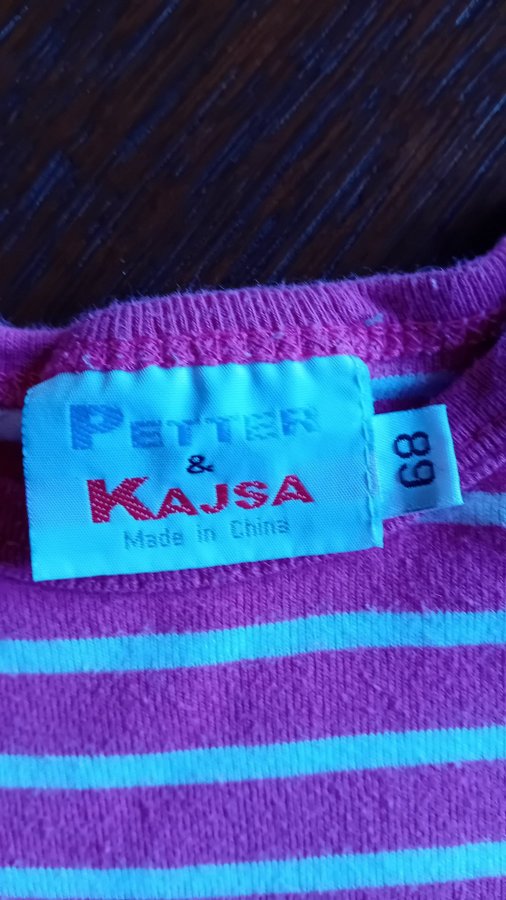 PETTER
&
KAJSA
Made in China
68